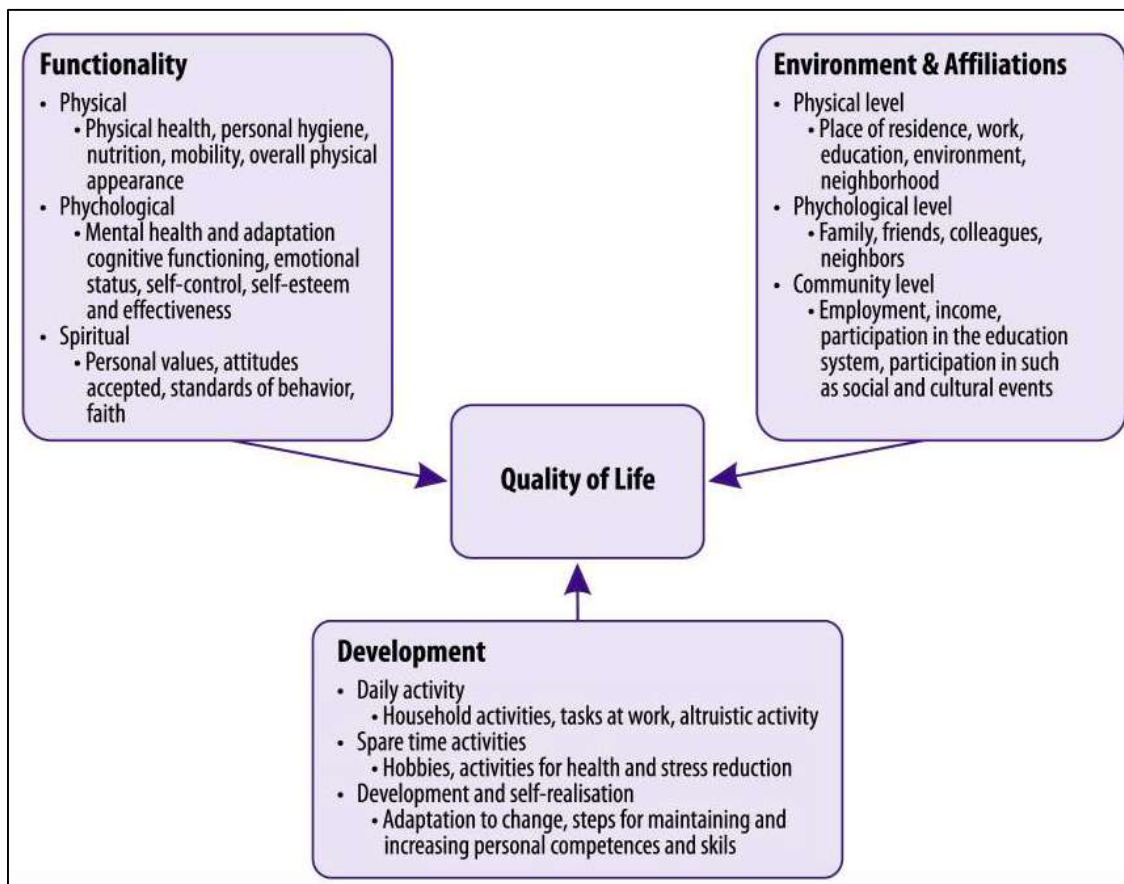 Functionality
• Physical
• Physical health, personal hygiene,
nutrition, mobility, overall physical
appearance
• Phychological
• Mental health and adaptation
cognitive functioning, emotional
status, self-control, self-esteem
and effectiveness
• Spiritual
• Personal values, attitudes
accepted, standards of behavior,
faith
Environment & Affiliations
• Physical level
• Place of residence, work,
education, environment,
neighborhood
• Phychological level
• Family, friends, colleagues,
neighbors
• Community level
• Employment, income,
participation in the education
system, participation in such
as social and cultural events
Quality of Life
Development
• Daily activity
• Household activities, tasks at work, altruistic activity
• Spare time activities
• Hobbies, activities for health and stress reduction
• Development and self-realisation
• Adaptation to change, steps for maintaining and
increasing personal competences and skils